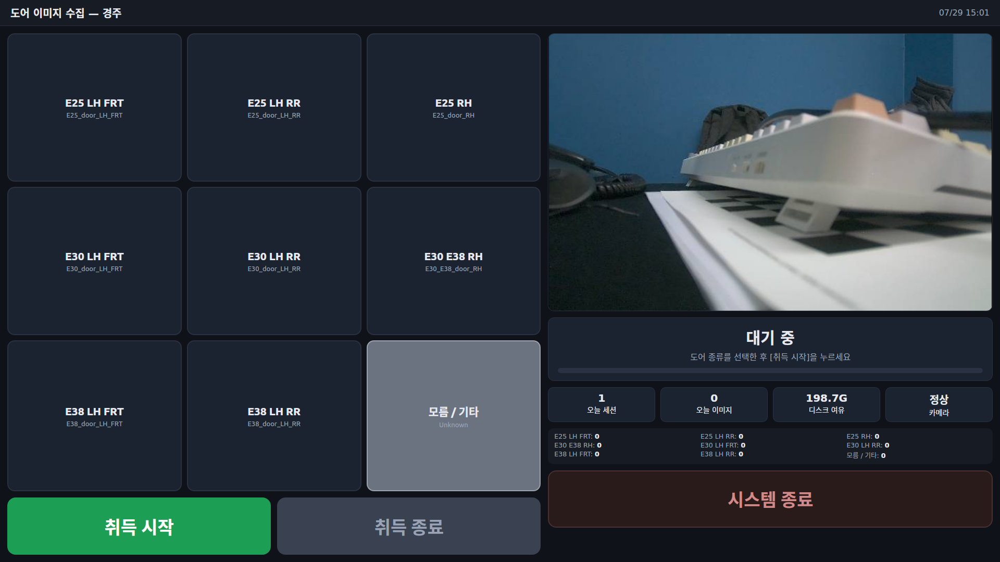 도어 이미지 수집 — 경주
07/29 15:01
E25 LH FRT
E25_door_LH_FRT
E25 LH RR
E25_door_LH_RR
E25 RH
E25_door_RH
E30 LH FRT
E30_door_LH_FRT
E30 LH RR
E30_door_LH_RR
E30 E38 RH
E30_E38_door_RH
E38 LH FRT
E38_door_LH_FRT
E38 LH RR
E38_door_LH_RR
모름 / 기타
Unknown
취득 시작
취득 종료
대기 중
도어 종류를 선택한 후 [취득 시작]을 누르세요
1
오늘 세션
0
오늘 이미지
198.7G
디스크 여유
정상
카메라
E25 LH FRT: 0
E25 LH RR: 0
E25 RH: 0
E30 E38 RH: 0
E30 LH FRT: 0
E30 LH RR: 0
E38 LH FRT: 0
E38 LH RR: 0
모름 / 기타: 0
시스템 종료